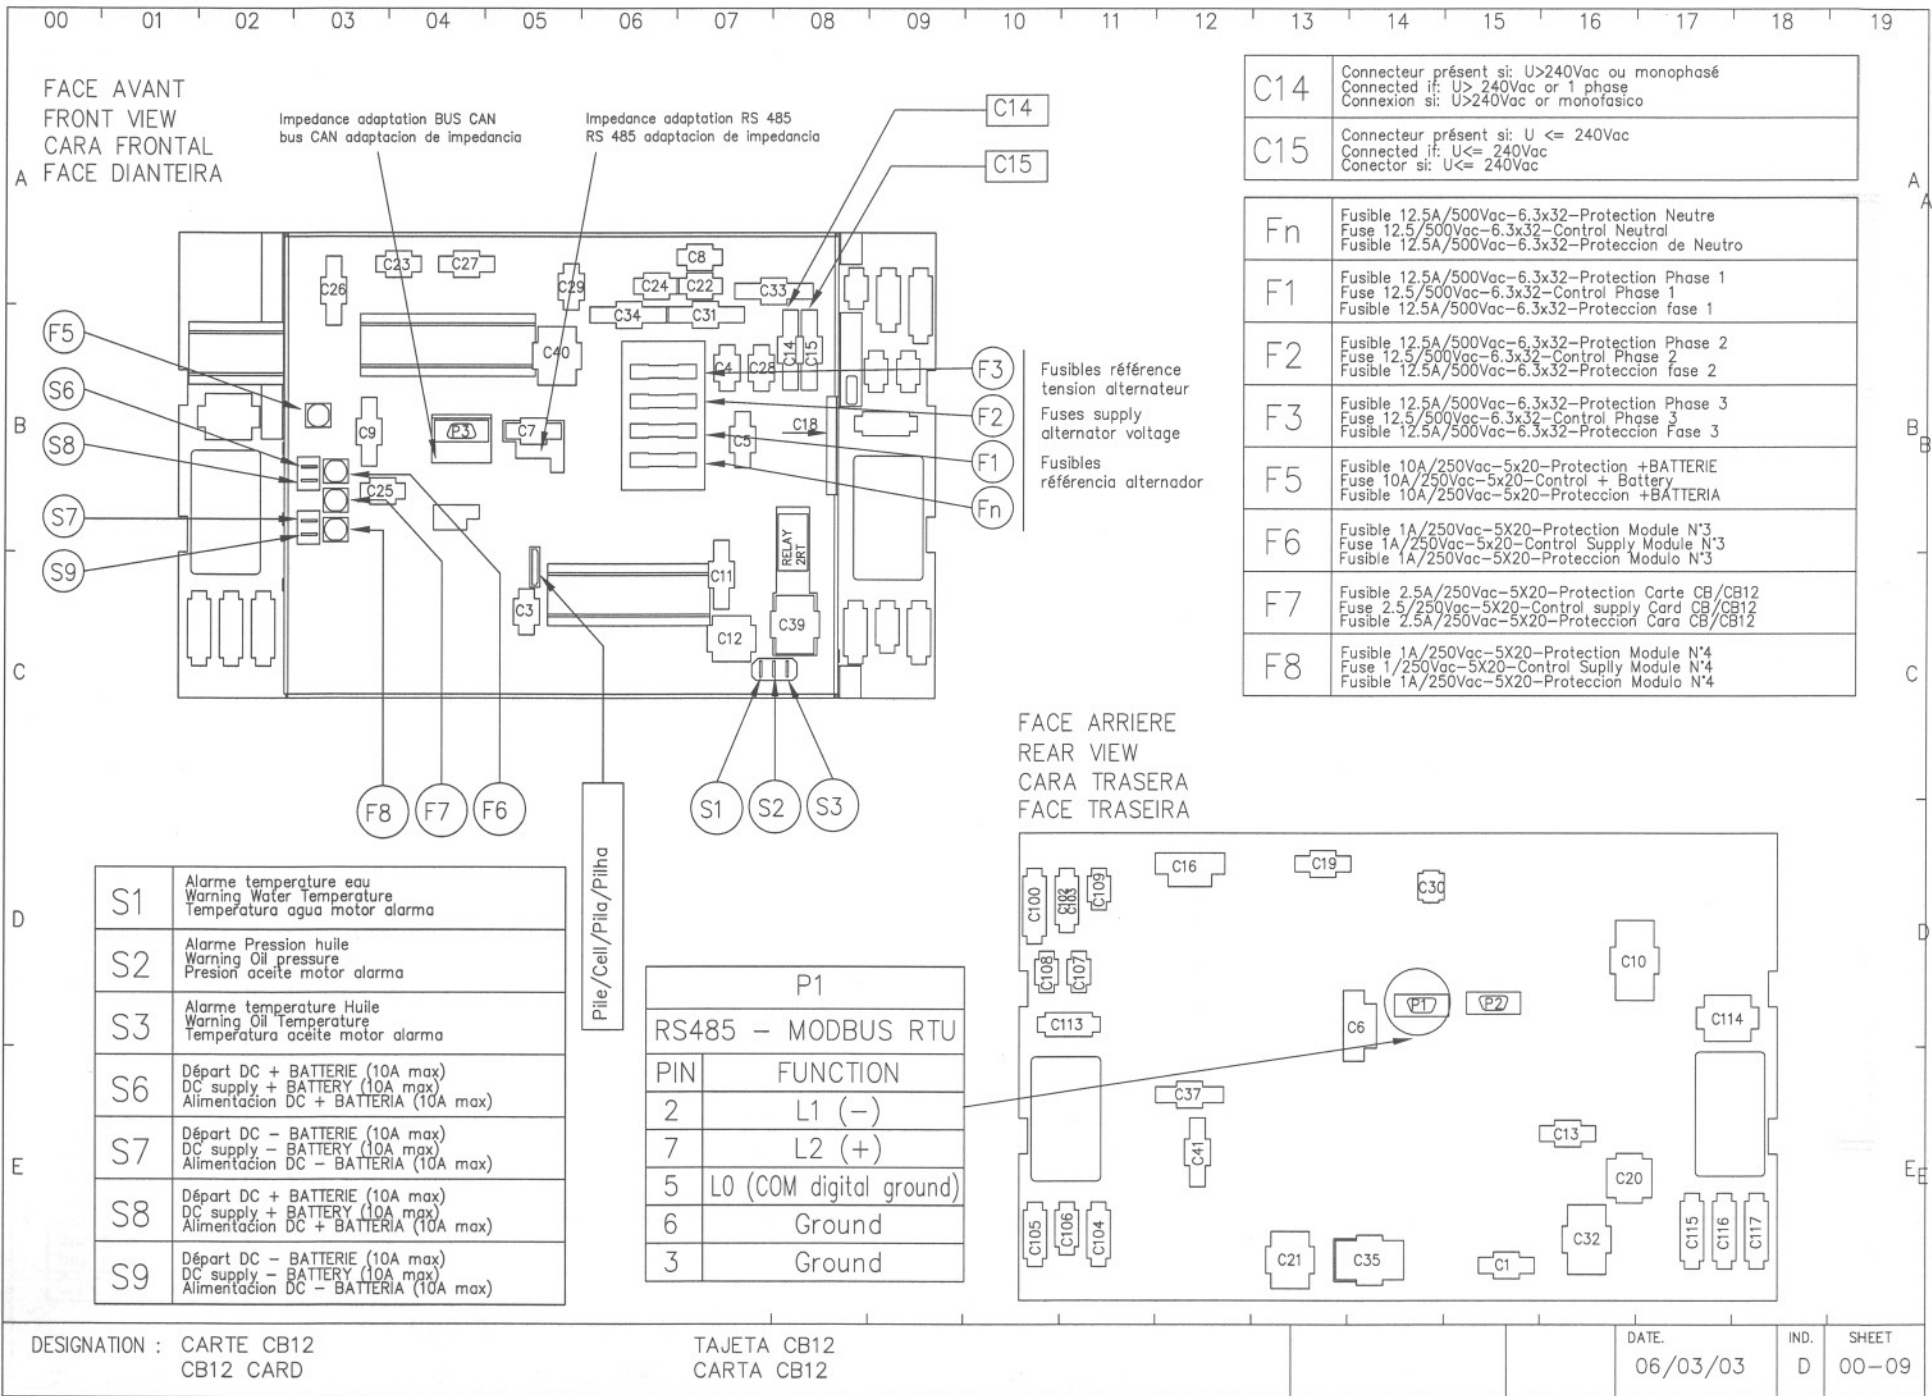 00 01 02 03 04 05 06 07 08 09 10 11 12 13 14 15 16 17 18 19
FACE AVANT
FRONT VIEW
CARA FRONTAL
FACE DIANTEIRA
Impedance adaptation BUS CAN
bus CAN adaptacion de impedancia
Impedance adaptation RS 485
RS 485 adaptacion de impedancia
C14
C15
C14
Connecteur présent si: U>240Vac ou monophasé
Connected if: U> 240Vac or 1 phase
Connexion si: U>240Vac or monofasico
C15
Connecteur présent si: U <= 240Vac
Connected if: U<= 240Vac
Conector si: U<= 240Vac
Fn
Fusible 12.5A/500Vac-6.3x32-Protection Neutre
Fuse 12.5/500Vac-6.3x32-Control Neutral
Fusible 12.5A/500Vac-6.3x32-Proteccion de Neutro
F1
Fusible 12.5A/500Vac-6.3x32-Protection Phase 1
Fuse 12.5/500Vac-6.3x32-Control Phase 1
Fusible 12.5A/500Vac-6.3x32-Proteccion fase 1
F2
Fusible 12.5A/500Vac-6.3x32-Protection Phase 2
Fuse 12.5/500Vac-6.3x32-Control Phase 2
Fusible 12.5A/500Vac-6.3x32-Proteccion fase 2
F3
Fusible 12.5A/500Vac-6.3x32-Protection Phase 3
Fuse 12.5/500Vac-6.3x32-Control Phase 3
Fusible 12.5A/500Vac-6.3x32-Proteccion Fase 3
F5
Fusible 10A/250Vac-5x20-Protection +BATTERIE
Fuse 10A/250Vac-5x20-Control + Battery
Fusible 10A/250Vac-5x20-Proteccion +BATTERIA
F6
Fusible 1A/250Vac-5X20-Protection Module N°3
Fuse 1A/250Vac-5x20-Control Supply Module N°3
Fusible 1A/250Vac-5X20-Proteccion Modulo N°3
F7
Fusible 2.5A/250Vac-5X20-Protection Carte CB/CB12
Fuse 2.5/250Vac-5X20-Control supply Card CB/CB12
Fusible 2.5A/250Vac-5X20-Proteccion Cara CB/CB12
F8
Fusible 1A/250Vac-5X20-Protection Module N°4
Fuse 1/250Vac-5X20-Control Suplly Module N°4
Fusible 1A/250Vac-5X20-Proteccion Modulo N°4
A
A
A
B
B
B
C
C
D
D
E
E
E
C26
C23
C27
C29
C8
C24
C22
C33
C34
C31
C40
C4
C28
C14
C15
C9
P3
C7
C5
C18
C25
RELAY
2RT
C11
C3
C12
C39
F5
S6
S8
S7
S9
F3
F2
F1
Fn
Fusibles référence
tension alternateur
Fuses supply
alternator voltage
Fusibles
référencia alternador
F8
F7
F6
Pile/Cell/Pila/Pilha
S1
S2
S3
S1
Alarme temperature eau
Warning Water Temperature
Temperatura agua motor alarma
S2
Alarme Pression huile
Warning Oil pressure
Presion aceite motor alarma
S3
Alarme temperature Huile
Warning Oil Temperature
Temperatura aceite motor alarma
S6
Départ DC + BATTERIE (10A max)
DC supply + BATTERY (10A max)
Alimentacion DC + BATTERIA (10A max)
S7
Départ DC - BATTERIE (10A max)
DC supply - BATTERY (10A max)
Alimentacion DC - BATTERIA (10A max)
S8
Départ DC + BATTERIE (10A max)
DC supply + BATTERY (10A max)
Alimentacion DC + BATTERIA (10A max)
S9
Départ DC - BATTERIE (10A max)
DC supply - BATTERY (10A max)
Alimentacion DC - BATTERIA (10A max)
P1
RS485 - MODBUS RTU
PIN FUNCTION
2 L1 (-)
7 L2 (+)
5 L0 (COM digital ground)
6 Ground
3 Ground
FACE ARRIERE
REAR VIEW
CARA TRASERA
FACE TRASEIRA
C100
C102
C103
C109
C16
C19
C30
C108
C107
C10
C113
C6
P1
P2
C114
C37
C41
C13
C20
C105
C106
C104
C21
C35
C1
C32
C115
C116
C117
DESIGNATION : CARTE CB12
CB12 CARD
TAJETA CB12
CARTA CB12
DATE.
06/03/03
IND.
D
SHEET
00-09